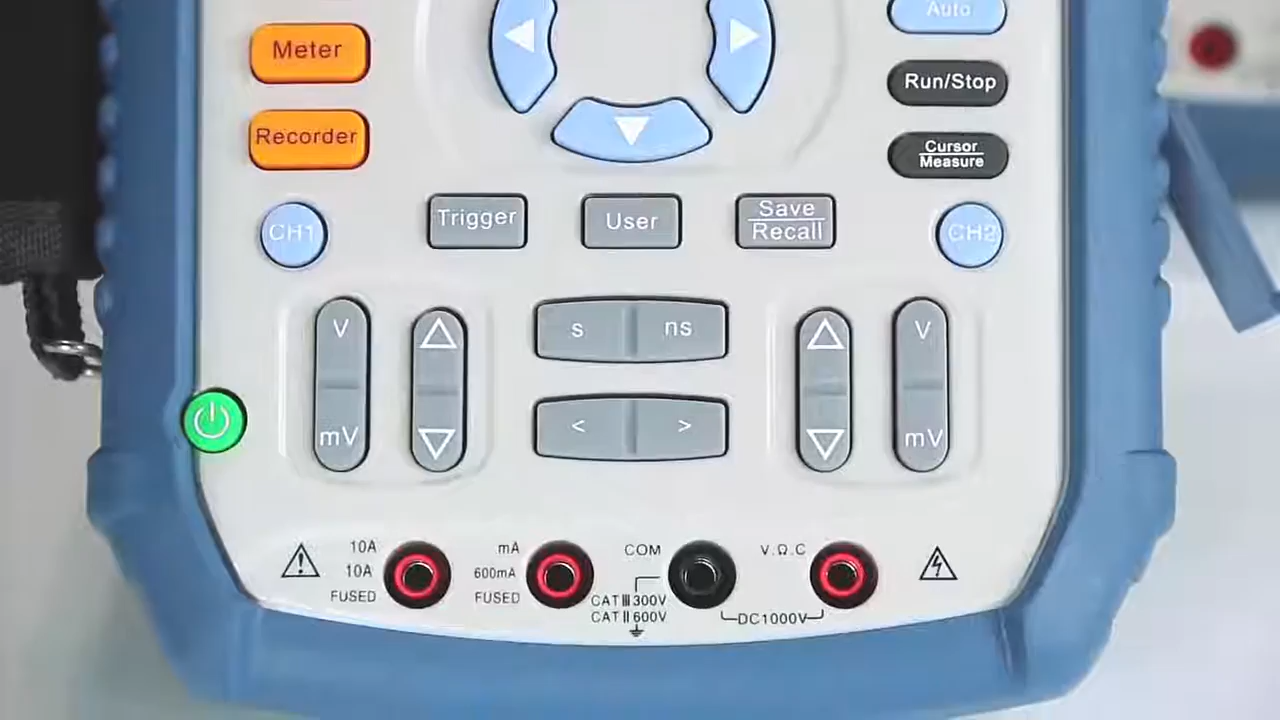 Auto
Meter
Run/Stop
Recorder
Cursor
Measure
CH1
Trigger
User
Save
Recall
CH2
V
s
ns
V
mV
<
>
mV
10A
10A
FUSED
mA
600mA
FUSED
COM
CAT III 300V
CAT II 600V
V.Ω.C
DC1000V